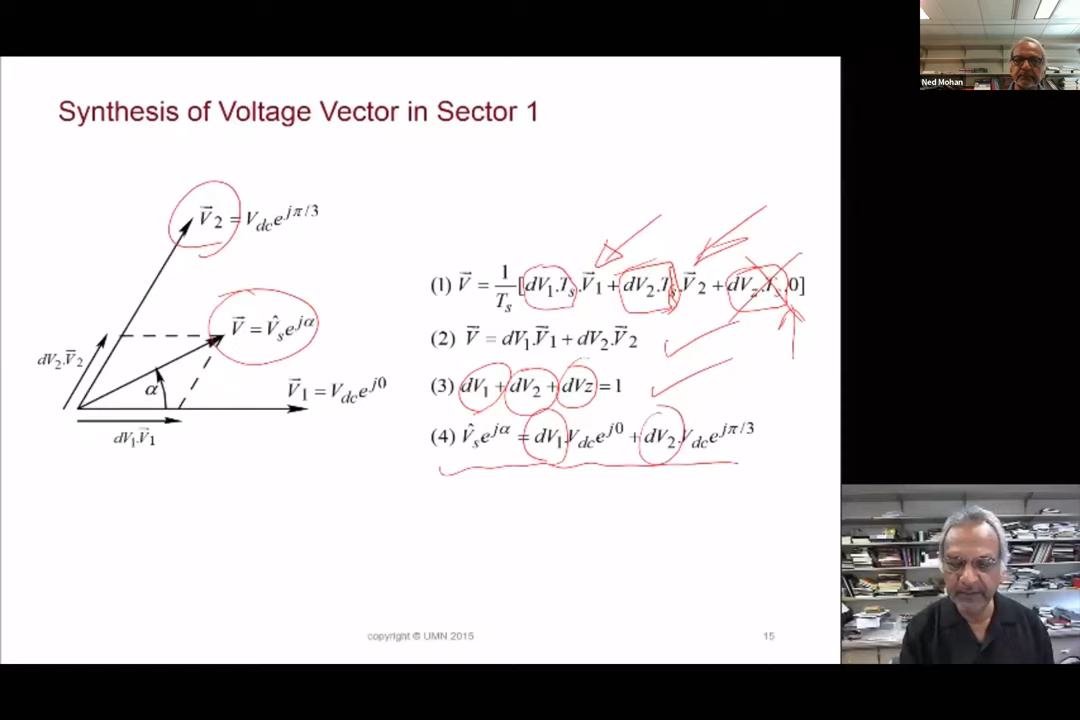 Ned Mohan
Synthesis of Voltage Vector in Sector 1
V⃗2 = Vdc e^{jπ/3}
V⃗ = V̂s e^{jα}
dV2.V⃗2
α
V⃗1 = Vdc e^{j0}
dV1.V⃗1
(1) V⃗ = 1/Ts [dV1.Ts.V⃗1 + dV2.Ts.V⃗2 + dVz.Ts.0]
(2) V⃗ = dV1.V⃗1 + dV2.V⃗2
(3) dV1 + dV2 + dVz = 1
(4) V̂s e^{jα} = dV1.Vdc e^{j0} + dV2.Vdc e^{jπ/3}
copyright © UMN 2015
15